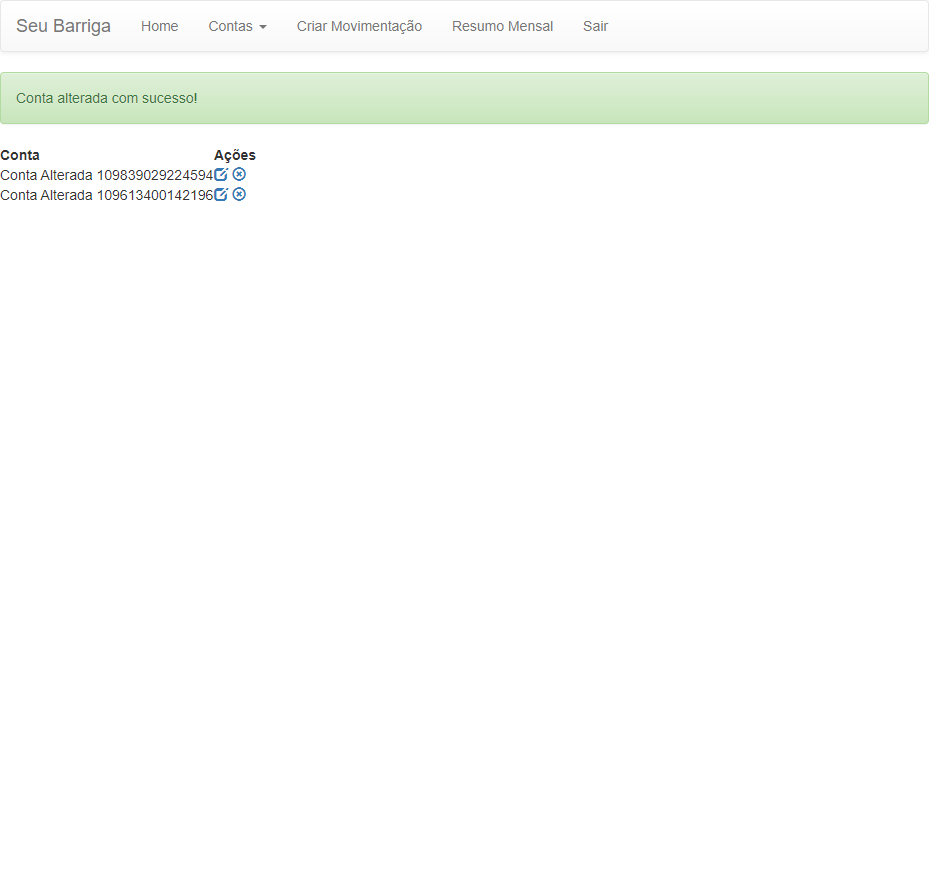 Seu Barriga Home Contas Criar Movimentação Resumo Mensal Sair
Conta alterada com sucesso!
Conta Ações
Conta Alterada 109839029224594
Conta Alterada 109613400142196